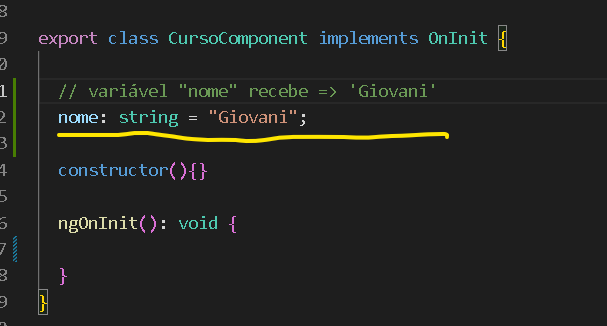 8
9 export class CursoComponent implements OnInit {
0
1 // variável "nome" recebe => 'Giovani'
2 nome: string = "Giovani";
3
4 constructor(){}
5
6 ngOnInit(): void {
7
8 }
9 }